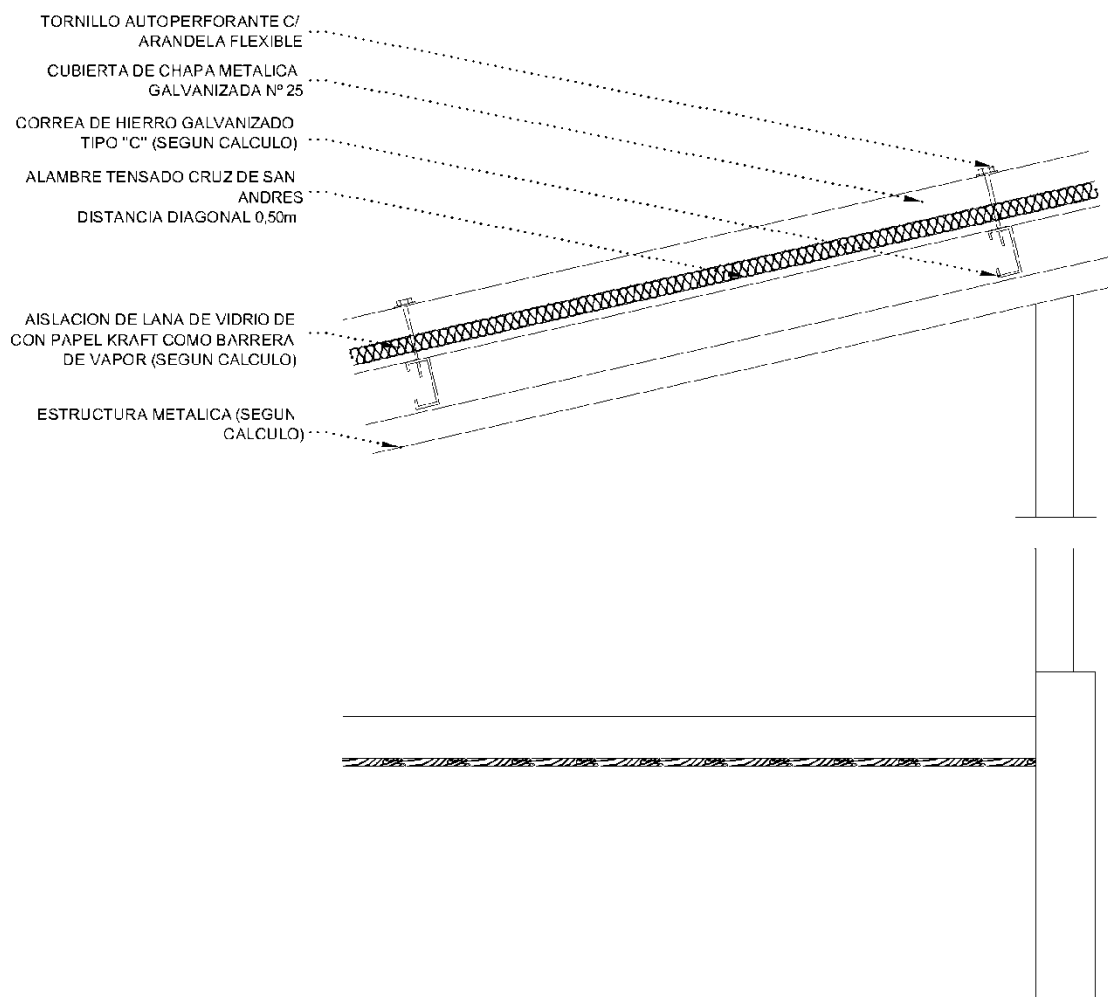 TORNILLO AUTOPERFORANTE C/
ARANDELA FLEXIBLE
CUBIERTA DE CHAPA METALICA
GALVANIZADA Nº 25
CORREA DE HIERRO GALVANIZADO
TIPO "C" (SEGUN CALCULO)
ALAMBRE TENSADO CRUZ DE SAN
ANDRES
DISTANCIA DIAGONAL 0,50m
AISLACION DE LANA DE VIDRIO DE
CON PAPEL KRAFT COMO BARRERA
DE VAPOR (SEGUN CALCULO)
ESTRUCTURA METALICA (SEGUN
CALCULO)